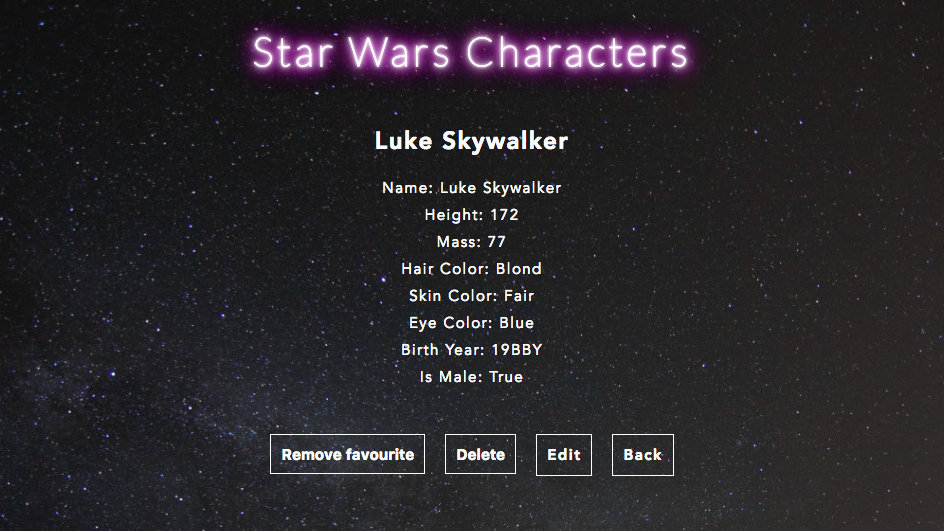 Star Wars Characters
Luke Skywalker
Name: Luke Skywalker
Height: 172
Mass: 77
Hair Color: Blond
Skin Color: Fair
Eye Color: Blue
Birth Year: 19BBY
Is Male: True
Remove favourite Delete Edit Back